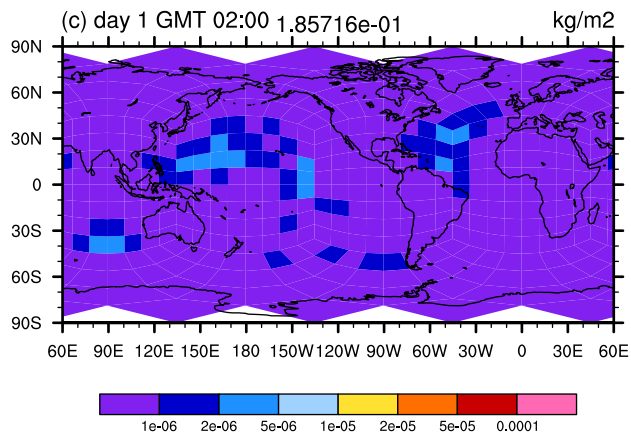 (c) day 1 GMT 02:00 1.85716e-01 kg/m2
90N
60N
30N
0
30S
60S
90S
60E 90E 120E 150E 180 150W 120W 90W 60W 30W 0 30E 60E
1e-06 2e-06 5e-06 1e-05 2e-05 5e-05 0.0001